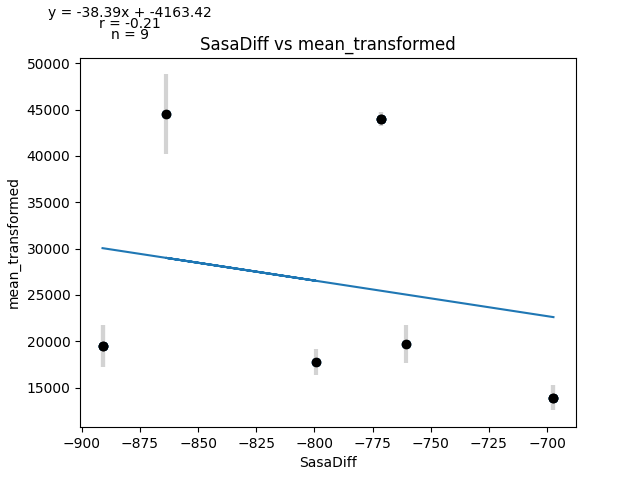 y = -38.39x + -4163.42
r = -0.21
n = 9
SasaDiff vs mean_transformed
50000
45000
40000
35000
30000
25000
20000
15000
mean_transformed
−900 −875 −850 −825 −800 −775 −750 −725 −700
SasaDiff